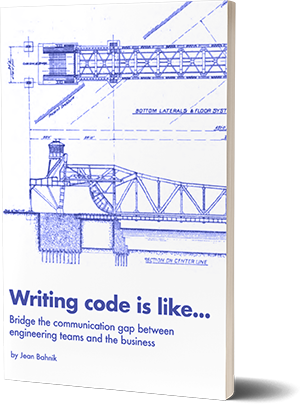 BOTTOM LATERALS & FLOOR SYST
SECTION ON CENTER LINE
Writing code is like...
Bridge the communication gap between
engineering teams and the business
by Jean Bahnik